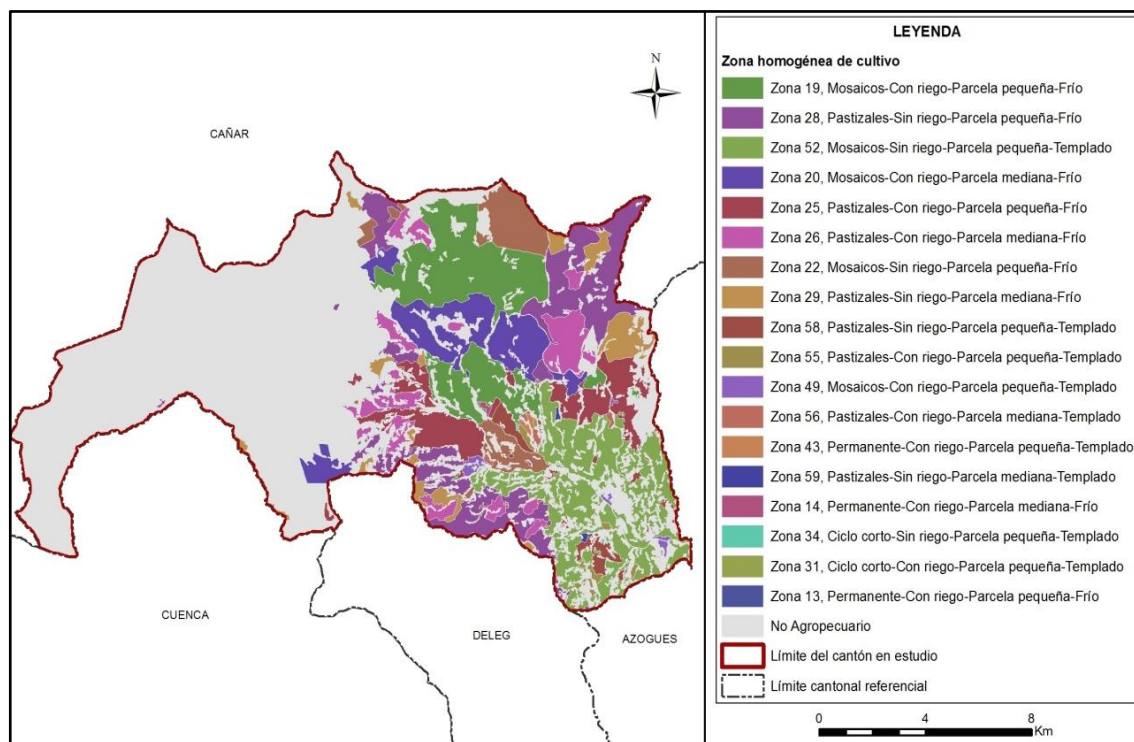 N
CAÑAR
CUENCA
DELEG
AZOGUES
LEYENDA
Zona homogénea de cultivo
Zona 19, Mosaicos-Con riego-Parcela pequeña-Frío
Zona 28, Pastizales-Sin riego-Parcela pequeña-Frío
Zona 52, Mosaicos-Sin riego-Parcela pequeña-Templado
Zona 20, Mosaicos-Con riego-Parcela mediana-Frío
Zona 25, Pastizales-Con riego-Parcela pequeña-Frío
Zona 26, Pastizales-Con riego-Parcela mediana-Frío
Zona 22, Mosaicos-Sin riego-Parcela pequeña-Frío
Zona 29, Pastizales-Sin riego-Parcela mediana-Frío
Zona 58, Pastizales-Sin riego-Parcela pequeña-Templado
Zona 55, Pastizales-Con riego-Parcela pequeña-Templado
Zona 49, Mosaicos-Con riego-Parcela pequeña-Templado
Zona 56, Pastizales-Con riego-Parcela mediana-Templado
Zona 43, Permanente-Con riego-Parcela pequeña-Templado
Zona 59, Pastizales-Sin riego-Parcela mediana-Templado
Zona 14, Permanente-Con riego-Parcela mediana-Frío
Zona 34, Ciclo corto-Sin riego-Parcela pequeña-Templado
Zona 31, Ciclo corto-Con riego-Parcela pequeña-Templado
Zona 13, Permanente-Con riego-Parcela pequeña-Frío
No Agropecuario
Límite del cantón en estudio
Límite cantonal referencial
0 4 8
Km